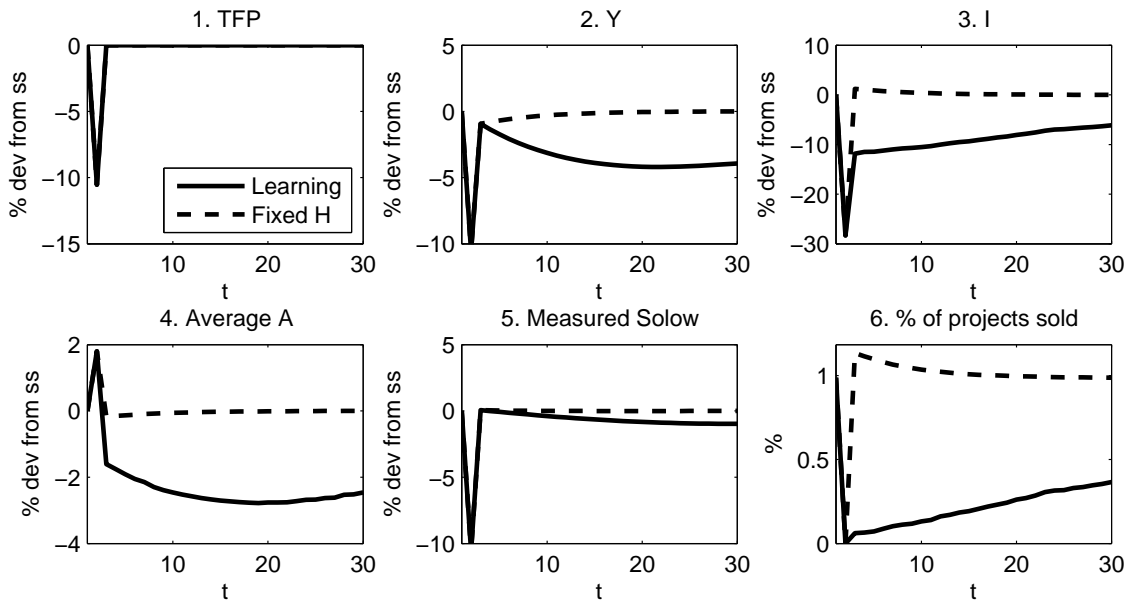 1. TFP
% dev from ss
0
−5
−10
−15
10 20 30
t
Learning
Fixed H
2. Y
% dev from ss
5
0
−5
−10
10 20 30
t
3. I
% dev from ss
10
0
−10
−20
−30
10 20 30
t
4. Average A
% dev from ss
2
0
−2
−4
10 20 30
t
5. Measured Solow
% dev from ss
5
0
−5
−10
10 20 30
t
6. % of projects sold
%
1
0.5
0
10 20 30
t